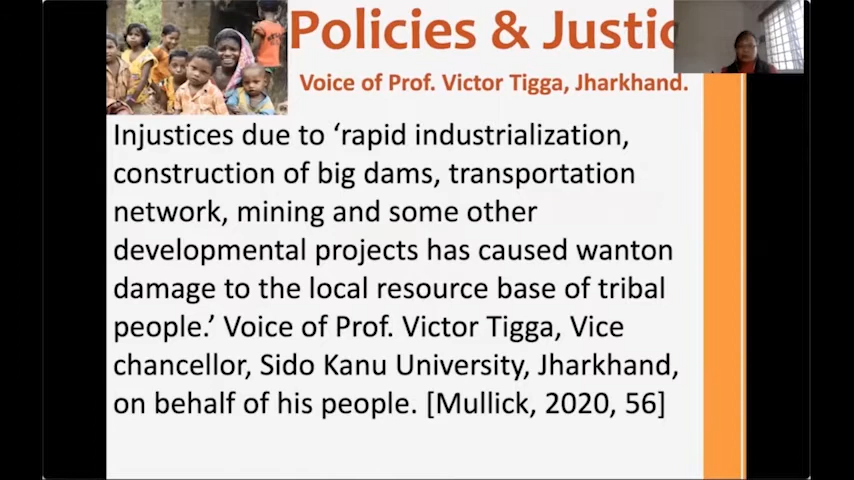 Policies & Justic
Voice of Prof. Victor Tigga, Jharkhand.
Injustices due to ‘rapid industrialization,
construction of big dams, transportation
network, mining and some other
developmental projects has caused wanton
damage to the local resource base of tribal
people.’ Voice of Prof. Victor Tigga, Vice
chancellor, Sido Kanu University, Jharkhand,
on behalf of his people. [Mullick, 2020, 56]